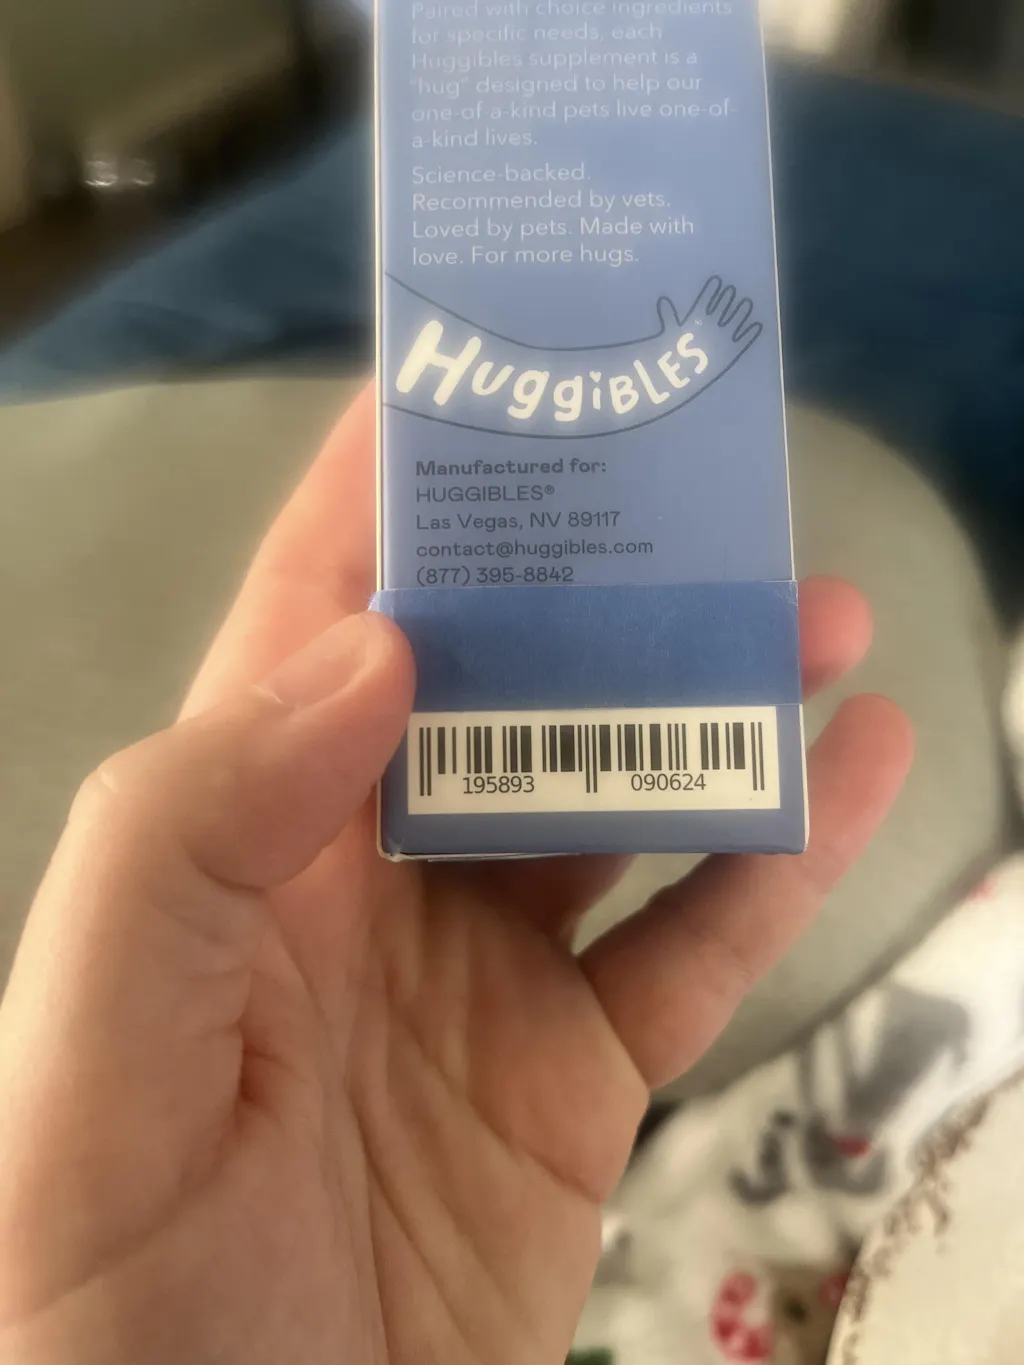 Paired with choice ingredients
for specific needs, each
Huggibles supplement is a
"hug" designed to help our
one-of-a-kind pets live one-of-
a-kind lives.
Science-backed.
Recommended by vets.
Loved by pets. Made with
love. For more hugs.
HuggiBLES™
Manufactured for:
HUGGIBLES®
Las Vegas, NV 89117
contact@huggibles.com
(877) 395-8842
195893 090624